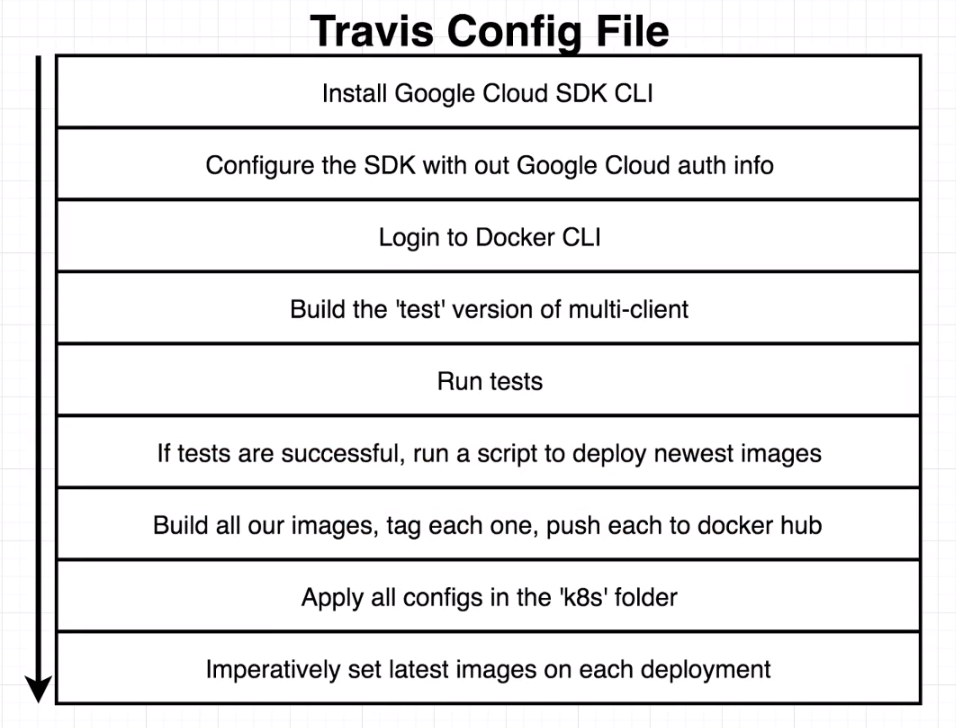 Travis Config File
Install Google Cloud SDK CLI
Configure the SDK with out Google Cloud auth info
Login to Docker CLI
Build the 'test' version of multi-client
Run tests
If tests are successful, run a script to deploy newest images
Build all our images, tag each one, push each to docker hub
Apply all configs in the 'k8s' folder
Imperatively set latest images on each deployment